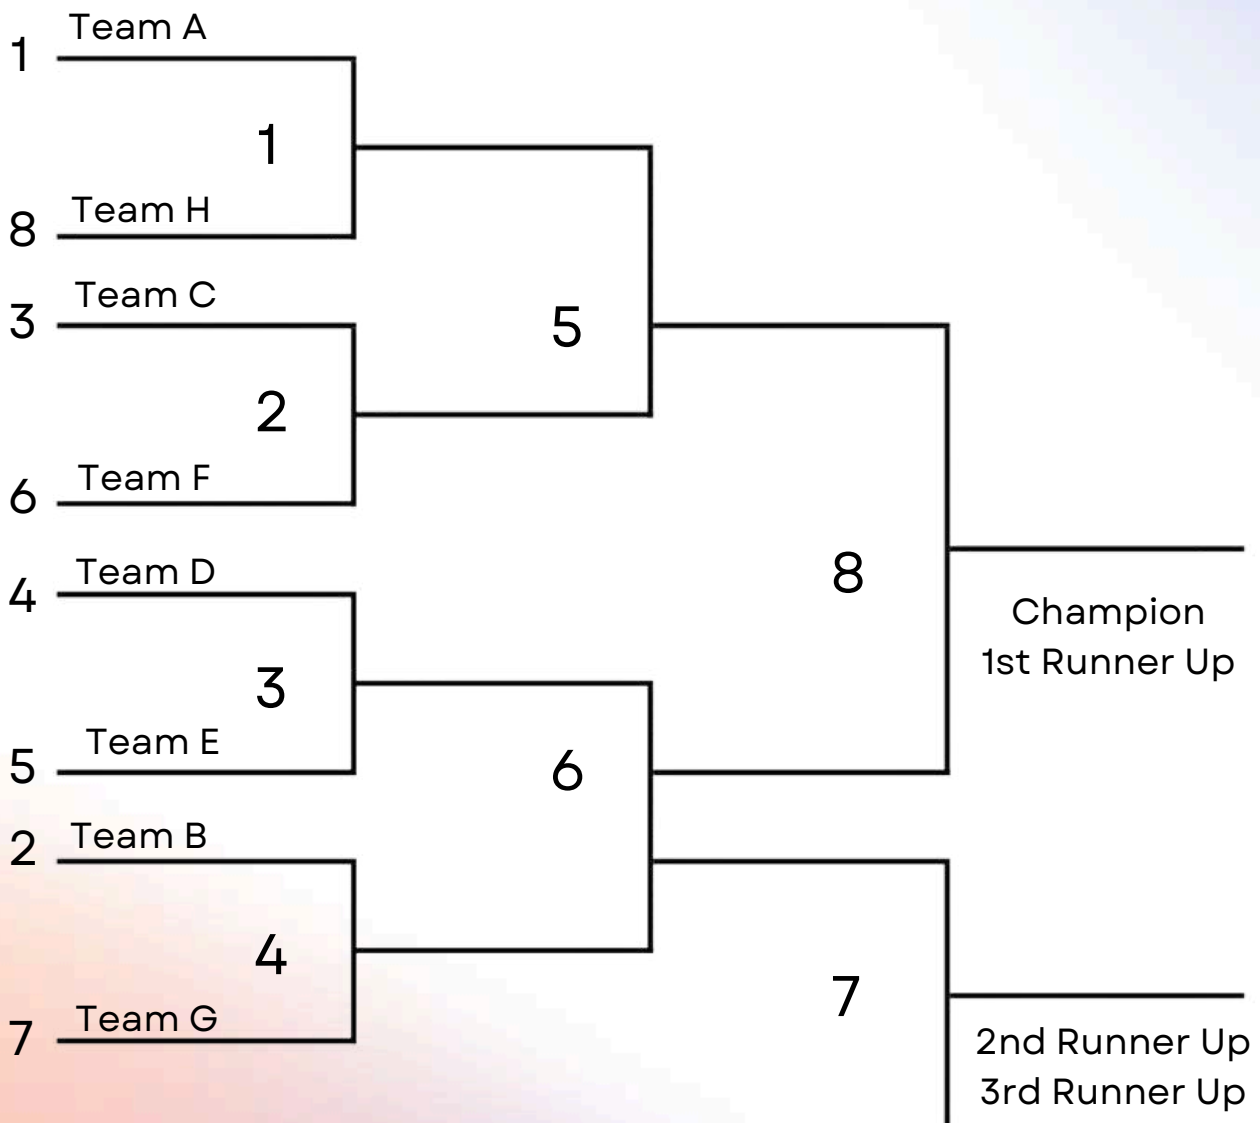 Team A
1
1
Team H
8
Team C
3
5
2
Team F
6
Team D
4
8
Champion
1st Runner Up
3
Team E
5
6
Team B
2
4
7
Team G
7
2nd Runner Up
3rd Runner Up